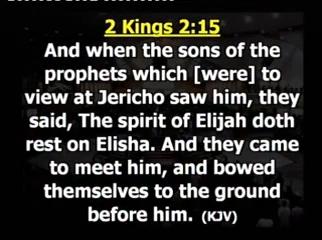 2 Kings 2:15
And when the sons of the
prophets which [were] to
view at Jericho saw him, they
said, The spirit of Elijah doth
rest on Elisha. And they came
to meet him, and bowed
themselves to the ground
before him. (KJV)